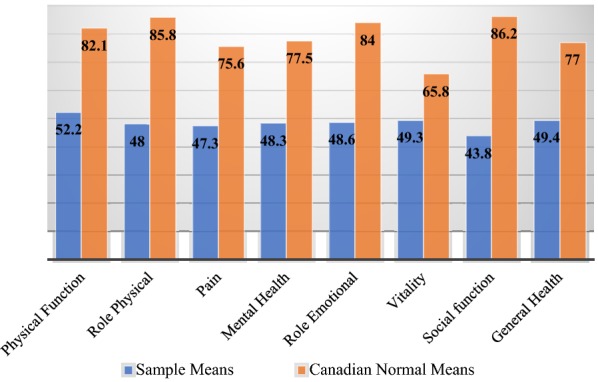 52.2 82.1 48 85.8 47.3 75.6 48.3 77.5 48.6 84 49.3 65.8 43.8 86.2 49.4 77
Physical Function
Role Physical
Pain
Mental Health
Role Emotional
Vitality
Social function
General Health
Sample Means
Canadian Normal Means